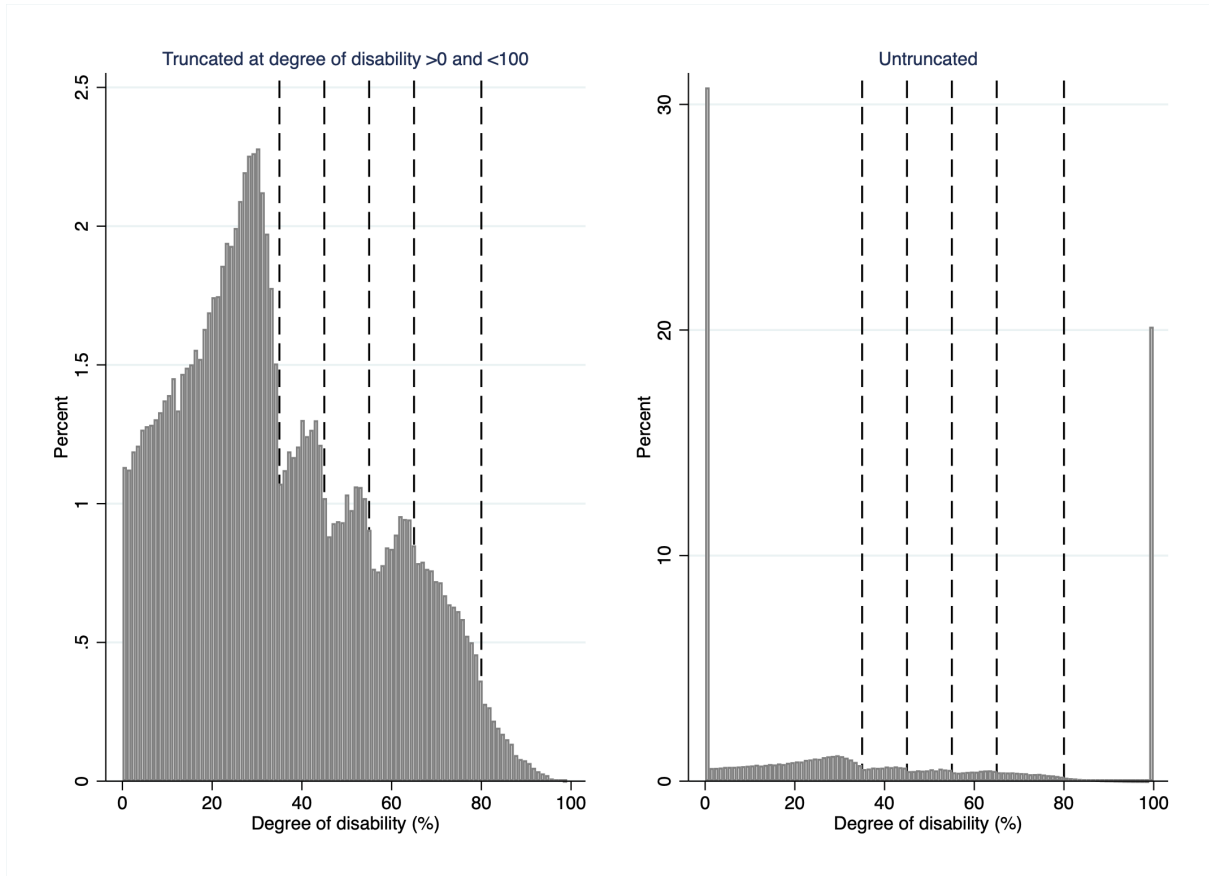 Truncated at degree of disability >0 and <100
Percent
2.5
2
1.5
1
.5
0
0 20 40 60 80 100
Degree of disability (%)
Untruncated
Percent
30
20
10
0
0 20 40 60 80 100
Degree of disability (%)